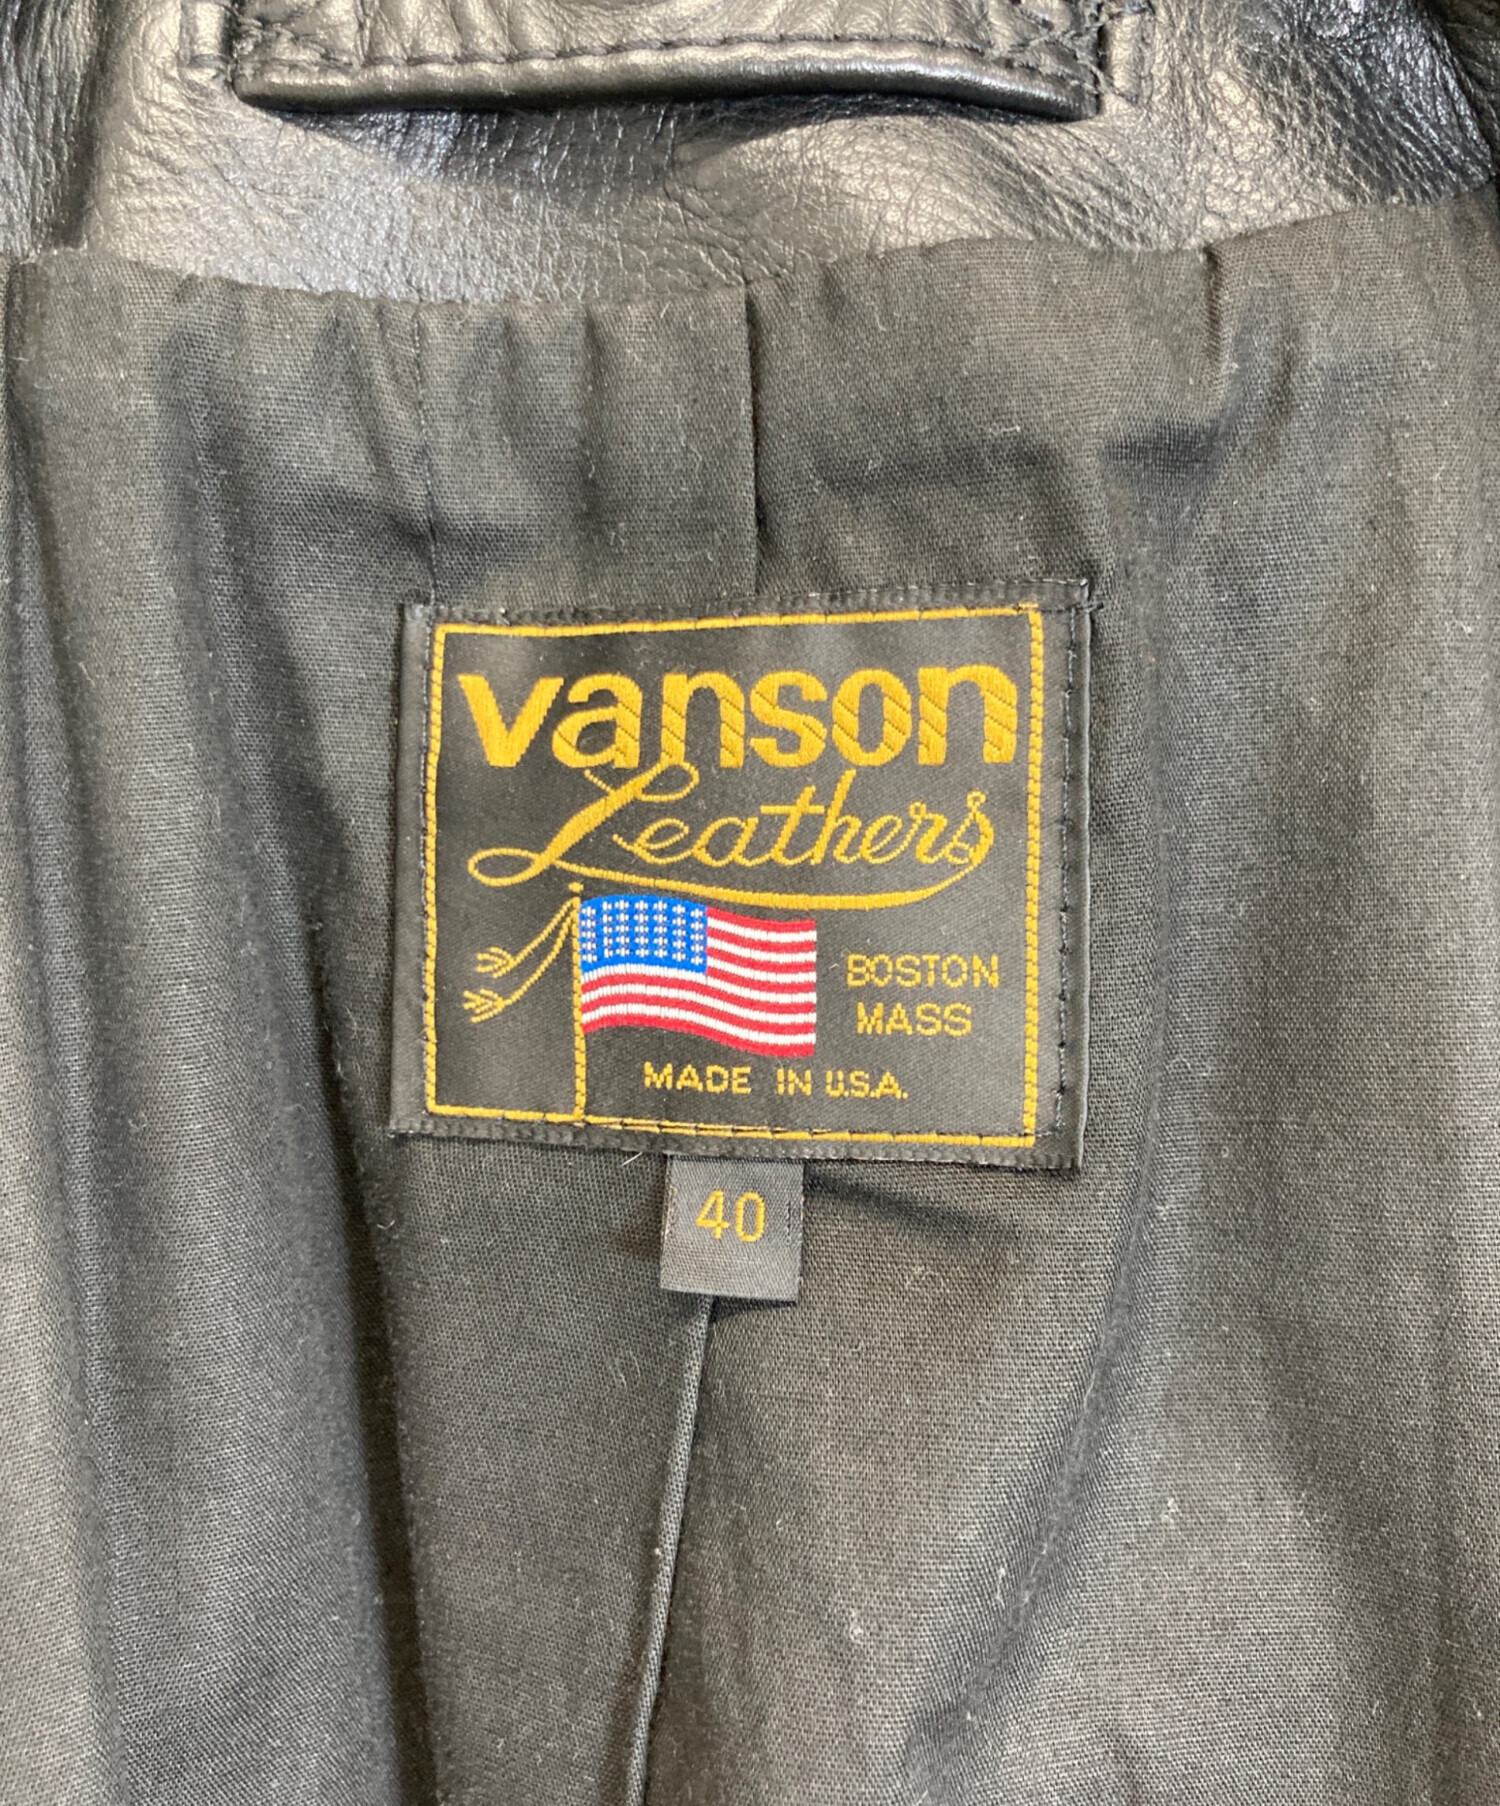 vanson
Leathers
BOSTON
MASS
MADE IN U.S.A.
40